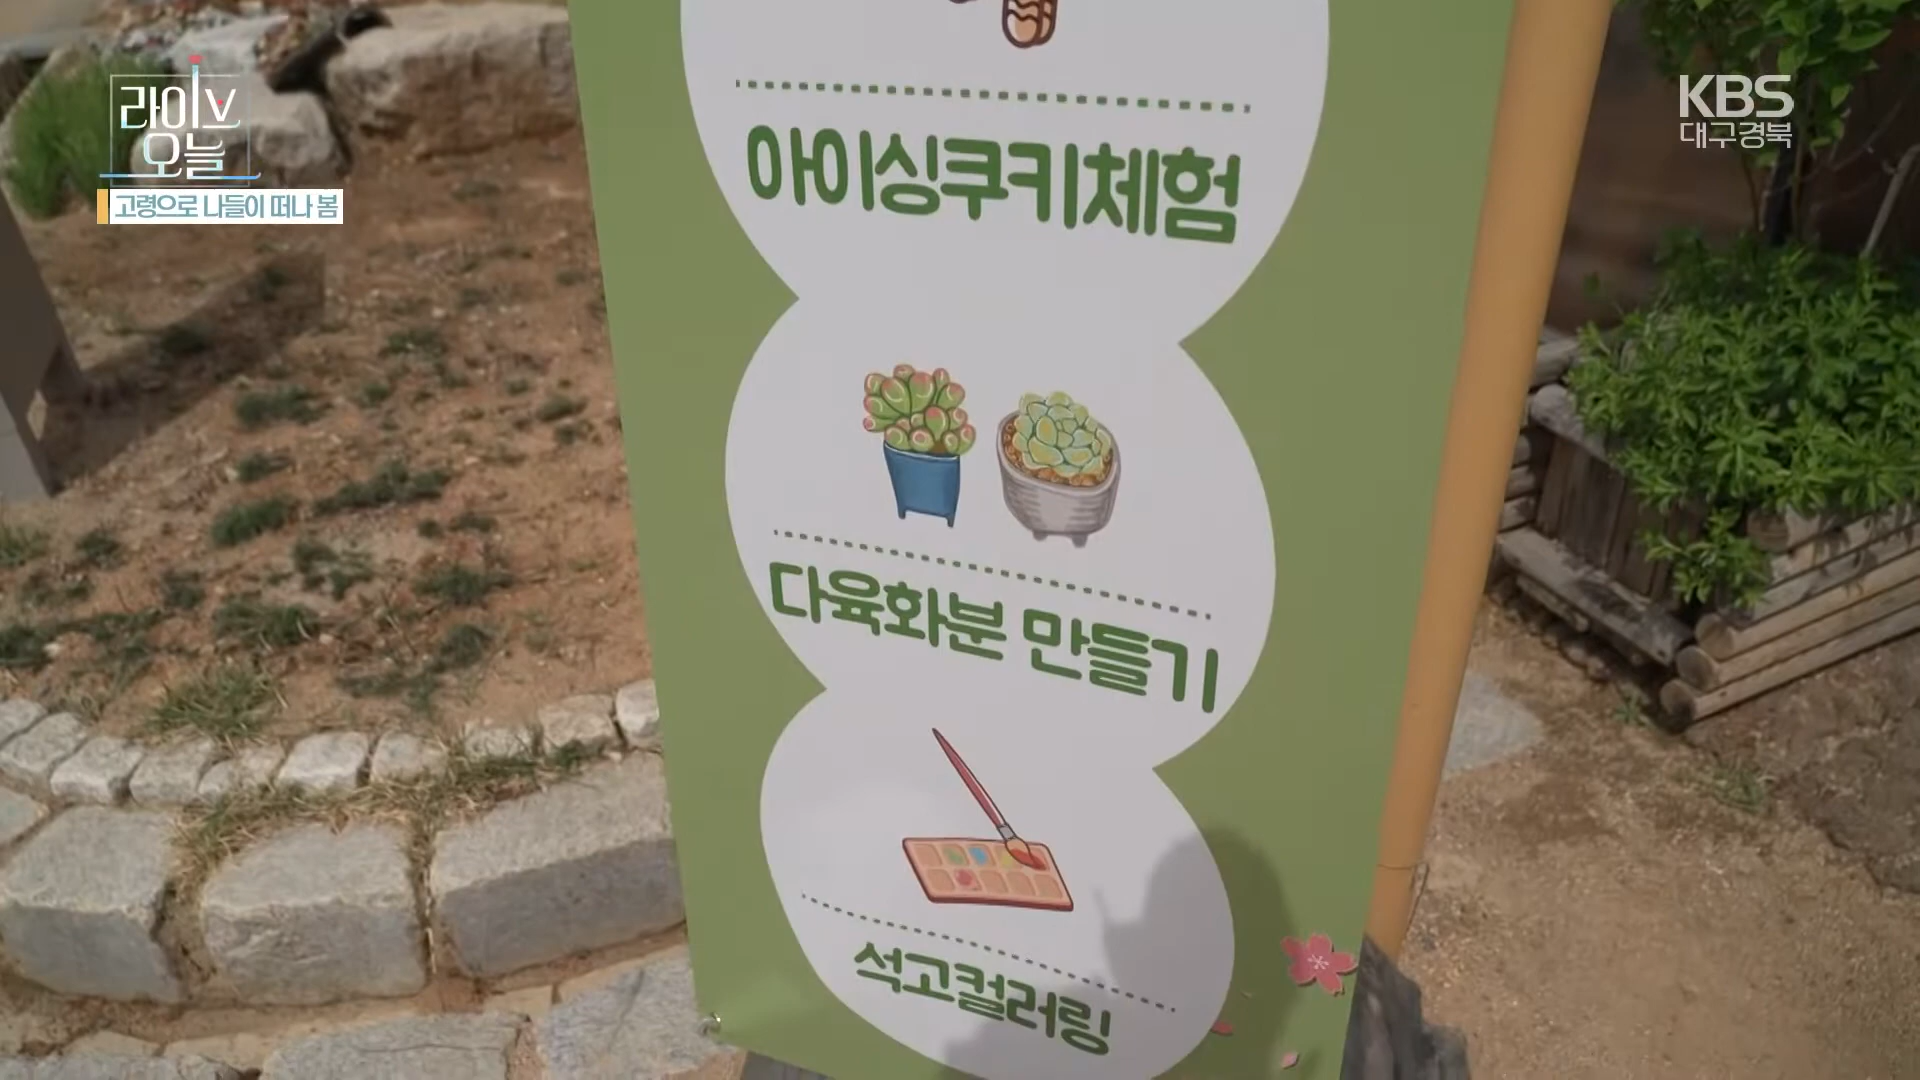 라이브
오늘
고령으로 나들이 떠나 봄
KBS
대구경북
아이싱쿠키체험
다육화분 만들기
석고컬러링